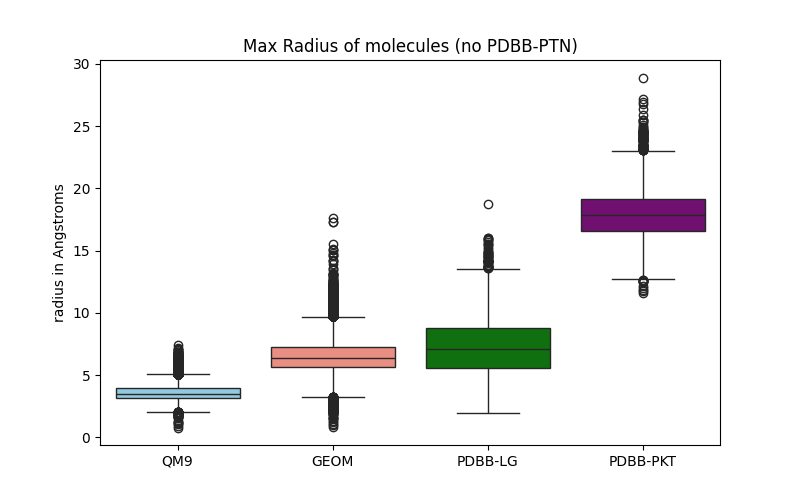 Max Radius of molecules (no PDBB-PTN)
radius in Angstroms
30
25
20
15
10
5
0
QM9
GEOM
PDBB-LG
PDBB-PKT